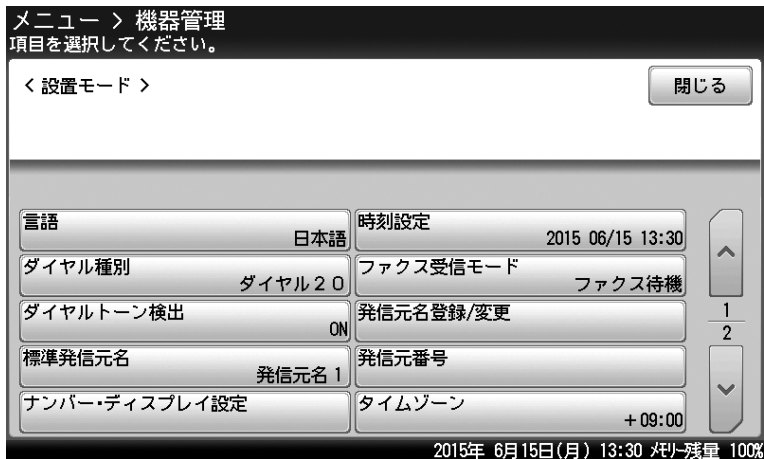 メニュー > 機器管理
項目を選択してください。
< 設置モード >
閉じる
言語
日本語
時刻設定
2015 06/15 13:30
ダイヤル種別
ダイヤル20
ファクス受信モード
ファクス待機
ダイヤルトーン検出
ON
発信元名登録/変更
標準発信元名
発信元名1
発信元番号
ナンバー・ディスプレイ設定
タイムゾーン
+09:00
1
2
2015年 6月15日(月) 13:30 メモリー残量 100%